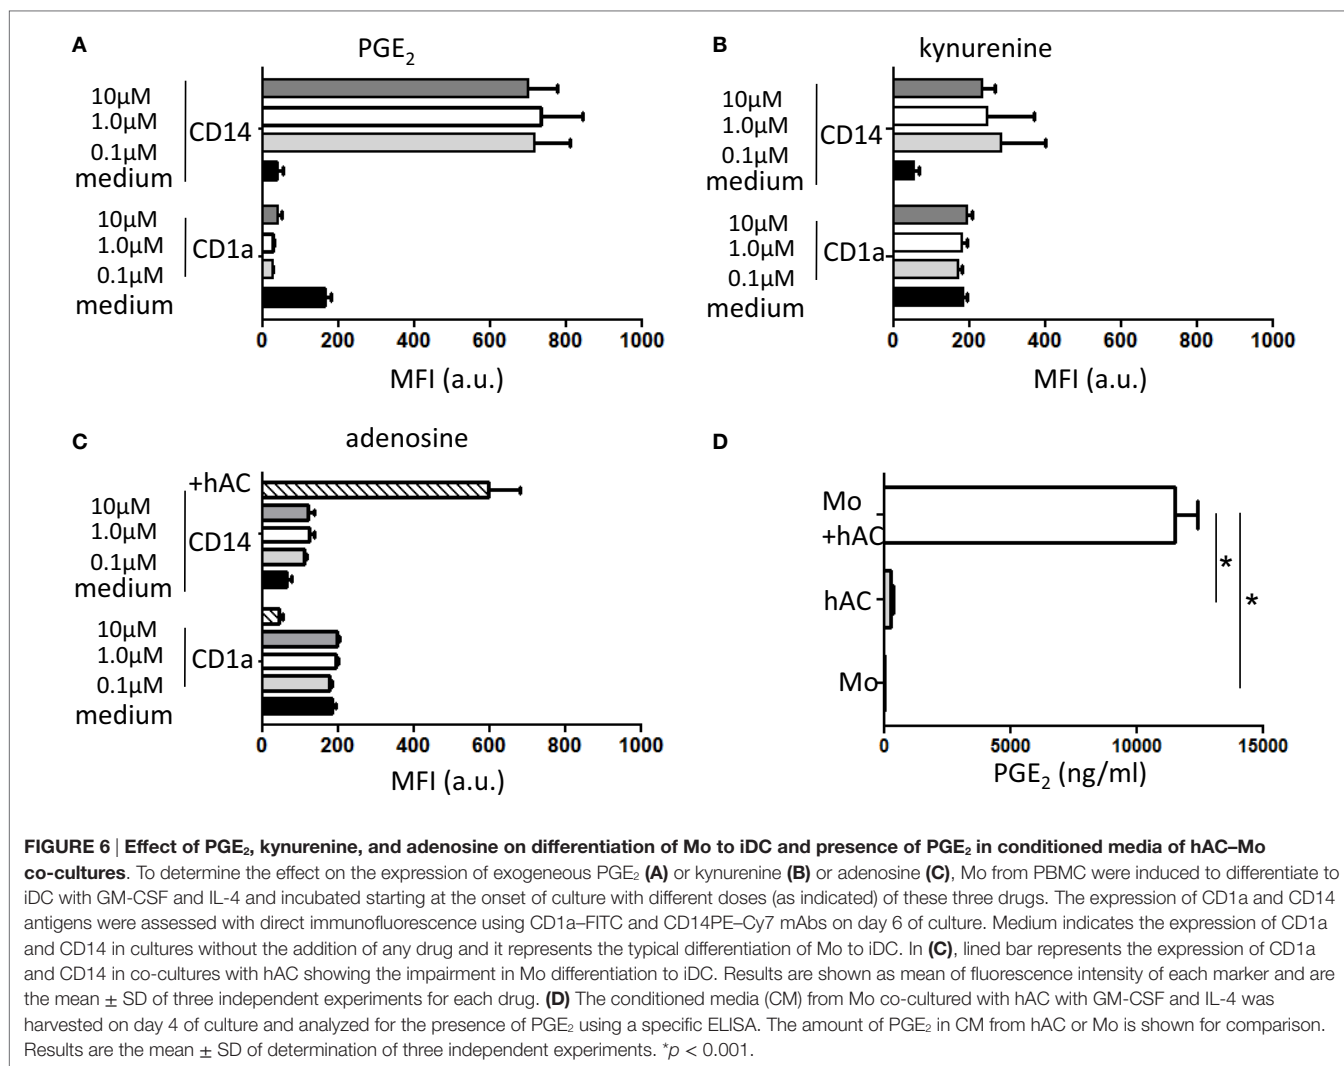 A
PGE₂
10µM
1.0µM
0.1µM
medium
CD14
10µM
1.0µM
0.1µM
medium
CD1a
0 200 400 600 800 1000
MFI (a.u.)
B
kynurenine
10µM
1.0µM
0.1µM
medium
CD14
10µM
1.0µM
0.1µM
medium
CD1a
0 200 400 600 800 1000
MFI (a.u.)
C
adenosine
+hAC
10µM
1.0µM
0.1µM
medium
CD14
10µM
1.0µM
0.1µM
medium
CD1a
0 200 400 600 800 1000
MFI (a.u.)
D
Mo
+hAC
hAC
Mo
*
*
0 5000 10000 15000
PGE₂ (ng/ml)
FIGURE 6 | Effect of PGE₂, kynurenine, and adenosine on differentiation of Mo to iDC and presence of PGE₂ in conditioned media of hAC–Mo
co-cultures. To determine the effect on the expression of exogeneous PGE₂ (A) or kynurenine (B) or adenosine (C), Mo from PBMC were induced to differentiate to
iDC with GM-CSF and IL-4 and incubated starting at the onset of culture with different doses (as indicated) of these three drugs. The expression of CD1a and CD14
antigens were assessed with direct immunofluorescence using CD1a–FITC and CD14PE–Cy7 mAbs on day 6 of culture. Medium indicates the expression of CD1a
and CD14 in cultures without the addition of any drug and it represents the typical differentiation of Mo to iDC. In (C), lined bar represents the expression of CD1a
and CD14 in co-cultures with hAC showing the impairment in Mo differentiation to iDC. Results are shown as mean of fluorescence intensity of each marker and are
the mean ± SD of three independent experiments for each drug. (D) The conditioned media (CM) from Mo co-cultured with hAC with GM-CSF and IL-4 was
harvested on day 4 of culture and analyzed for the presence of PGE₂ using a specific ELISA. The amount of PGE₂ in CM from hAC or Mo is shown for comparison.
Results are the mean ± SD of determination of three independent experiments. *p < 0.001.